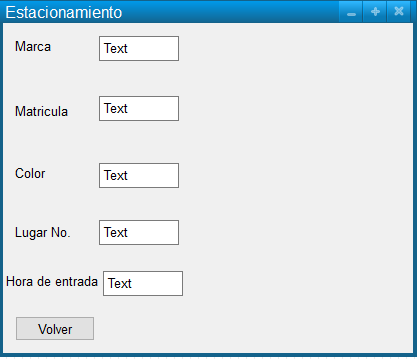 Estacionamiento
Marca Text
Matricula Text
Color Text
Lugar No. Text
Hora de entrada Text
Volver